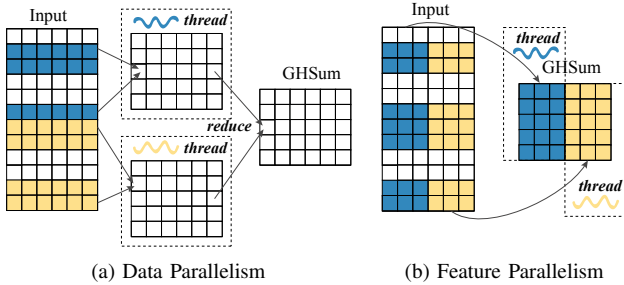 Input
thread
GHSum
reduce
thread
(a) Data Parallelism
Input
thread
GHSum
thread
(b) Feature Parallelism